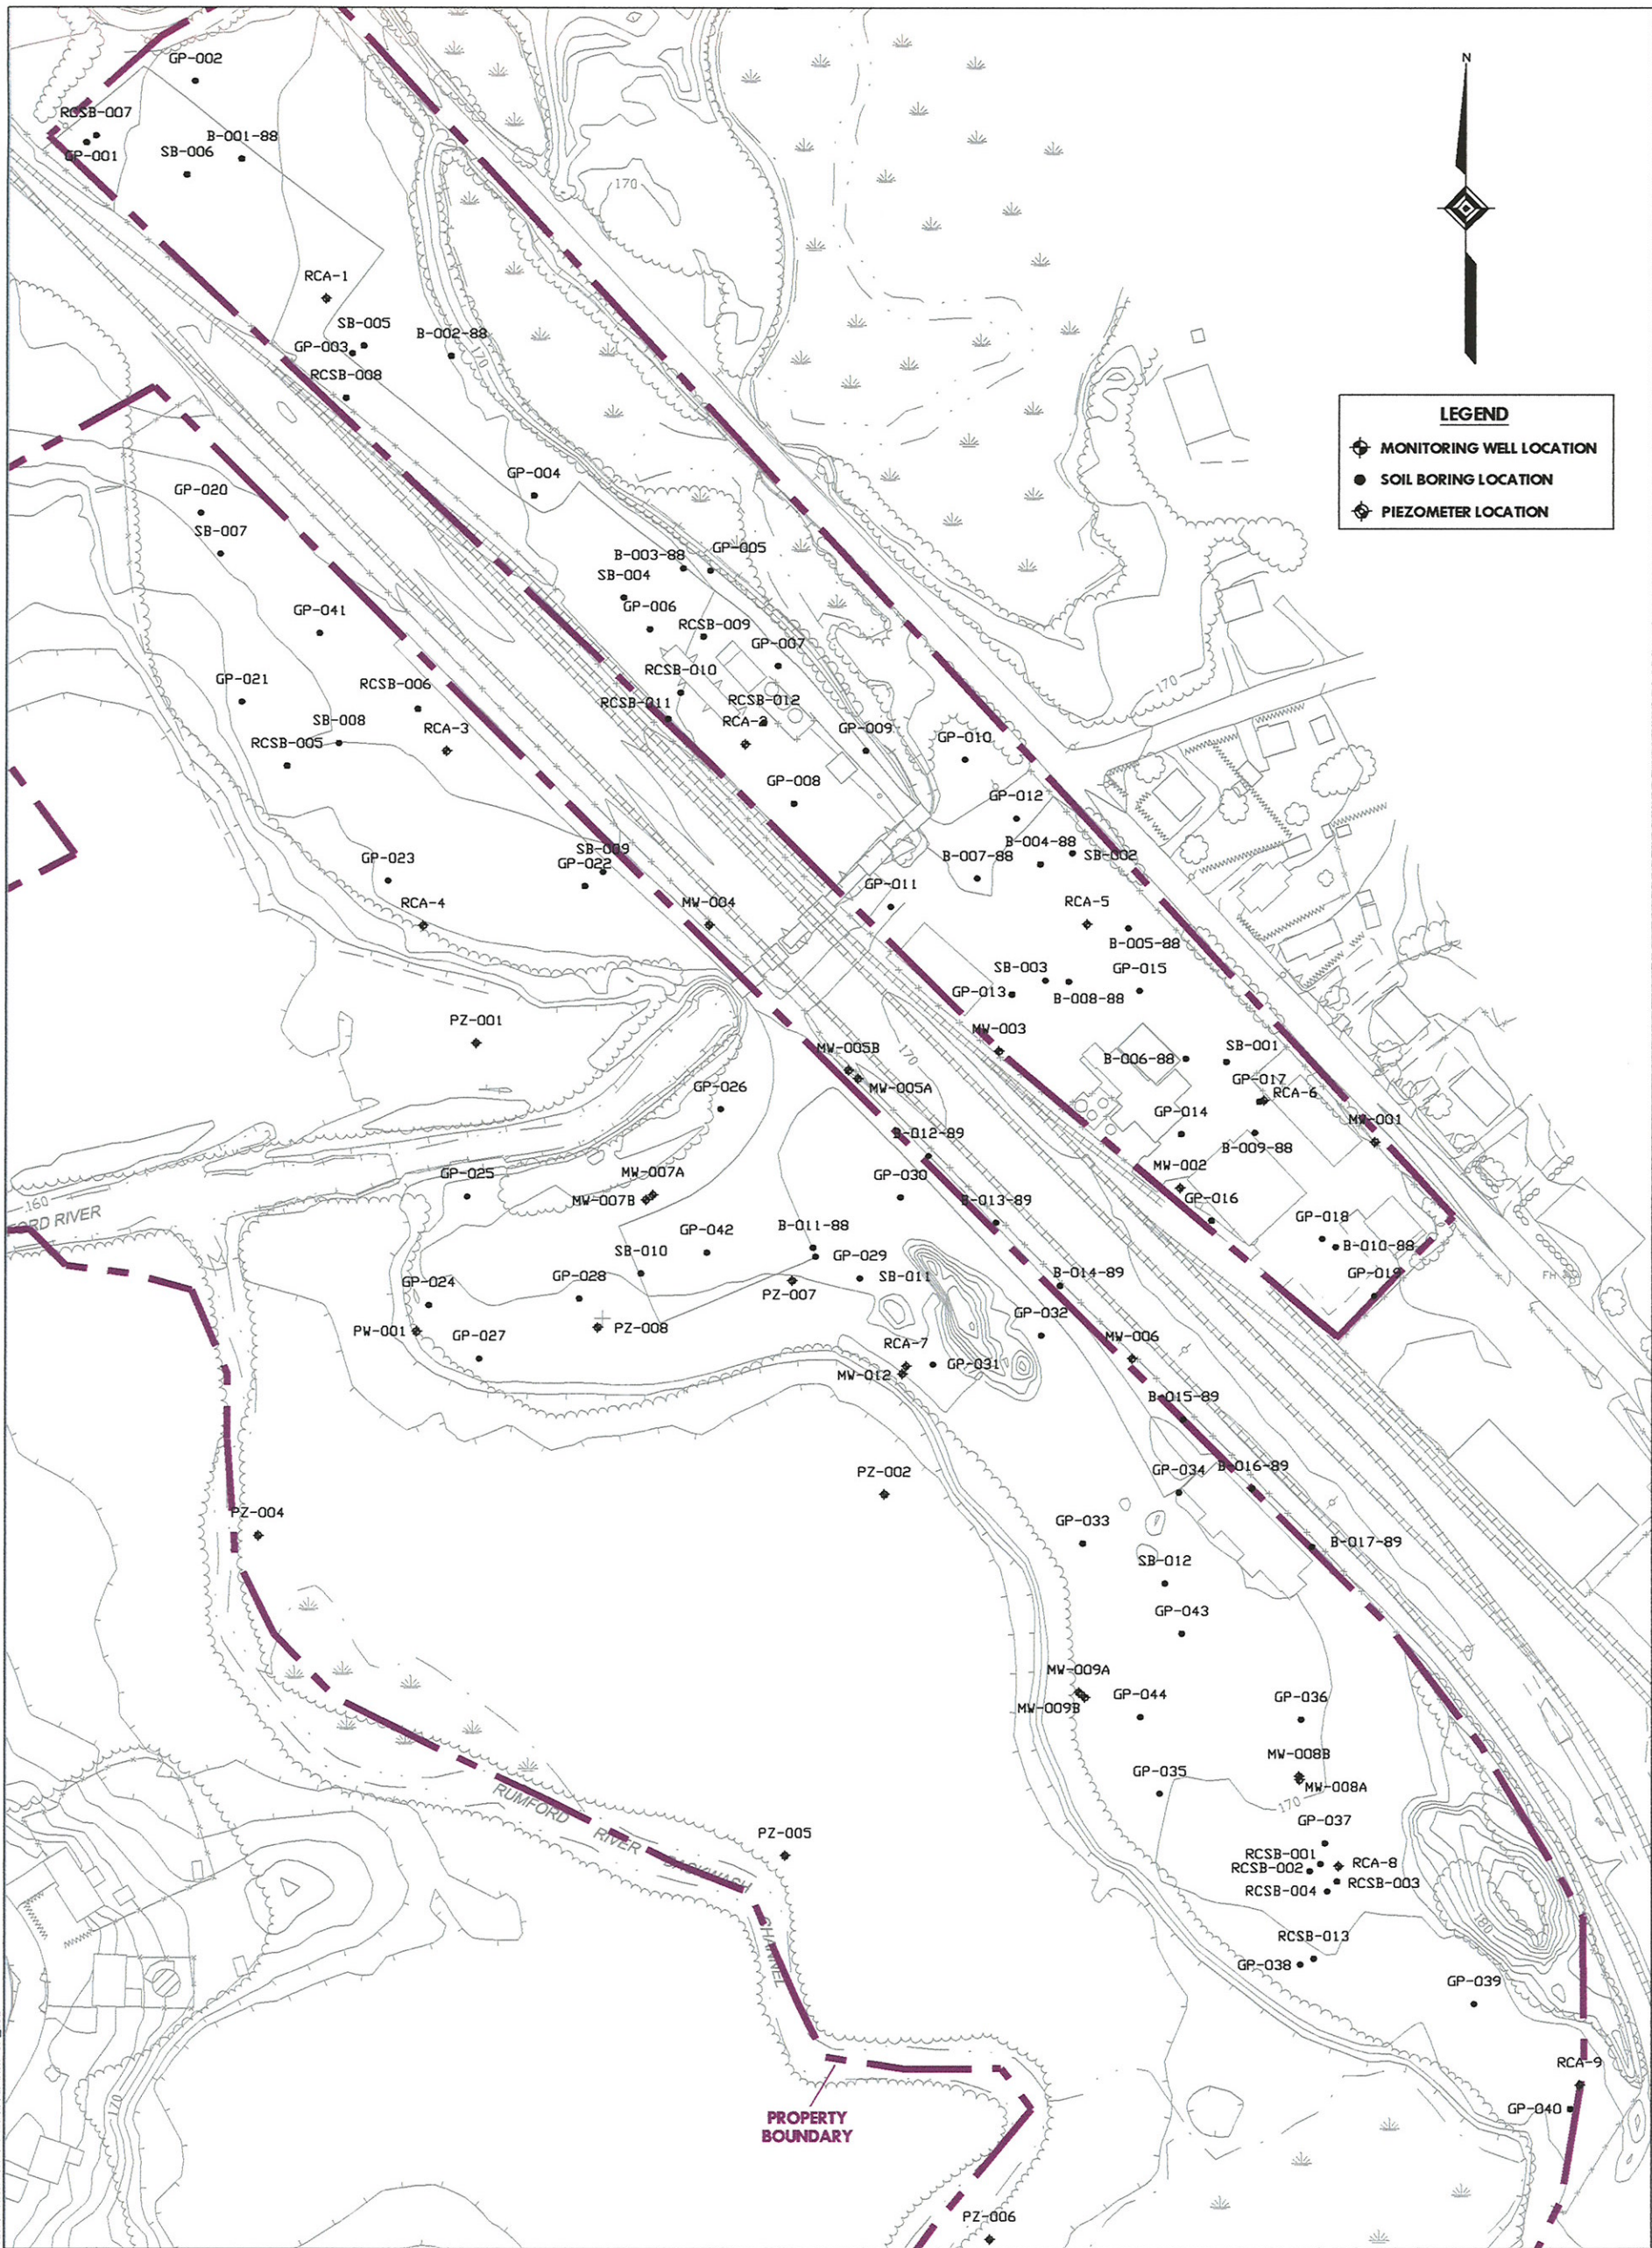 GP-002
N
RCSB-007
B-001-88
GP-001
SB-006
170
RCA-1
SB-005
B-002-88
GP-003
170
RCSB-008
LEGEND
MONITORING WELL LOCATION
SOIL BORING LOCATION
PIEZOMETER LOCATION
GP-004
GP-020
SB-007
B-003-88
GP-005
SB-004
GP-041
GP-006
RCSB-009
GP-007
RCSB-010
170
GP-021
RCSB-006
RCSB-011
RCSB-012
SB-008
RCA-3
RCA-2
GP-009
GP-010
RCSB-005
GP-008
GP-012
SB-009
GP-022
B-004-88
SB-002
B-007-88
GP-023
RCA-4
MW-004
GP-011
RCA-5
B-005-88
SB-003
GP-015
GP-013
B-008-88
PZ-001
MW-003
MW-005B
170
B-006-88
SB-001
MW-005A
GP-017
RCA-6
GP-026
GP-014
MW-001
B-012-89
B-009-88
MW-007A
GP-025
GP-030
MW-002
MW-007B
B-013-89
GP-016
160
ORD RIVER
GP-018
GP-042
B-011-88
SB-010
GP-029
B-010-88
SB-011
B-014-89
GP-019
FH
GP-024
GP-028
PZ-007
GP-032
PW-001
GP-027
PZ-008
RCA-7
MW-006
GP-031
MW-012
B-015-89
PZ-002
GP-034
B-016-89
PZ-004
GP-033
B-017-89
SB-012
GP-043
MW-009A
GP-044
GP-036
MW-009B
MW-008B
GP-035
MW-008A
170
RUMFORD
RIVER
BACKWASH
CHANNEL
PZ-005
GP-037
RCSB-001
RCSB-002
RCA-8
RCSB-003
RCSB-004
180
RCSB-013
GP-038
GP-039
RCA-9
GP-040
170
PROPERTY
BOUNDARY
PZ-006